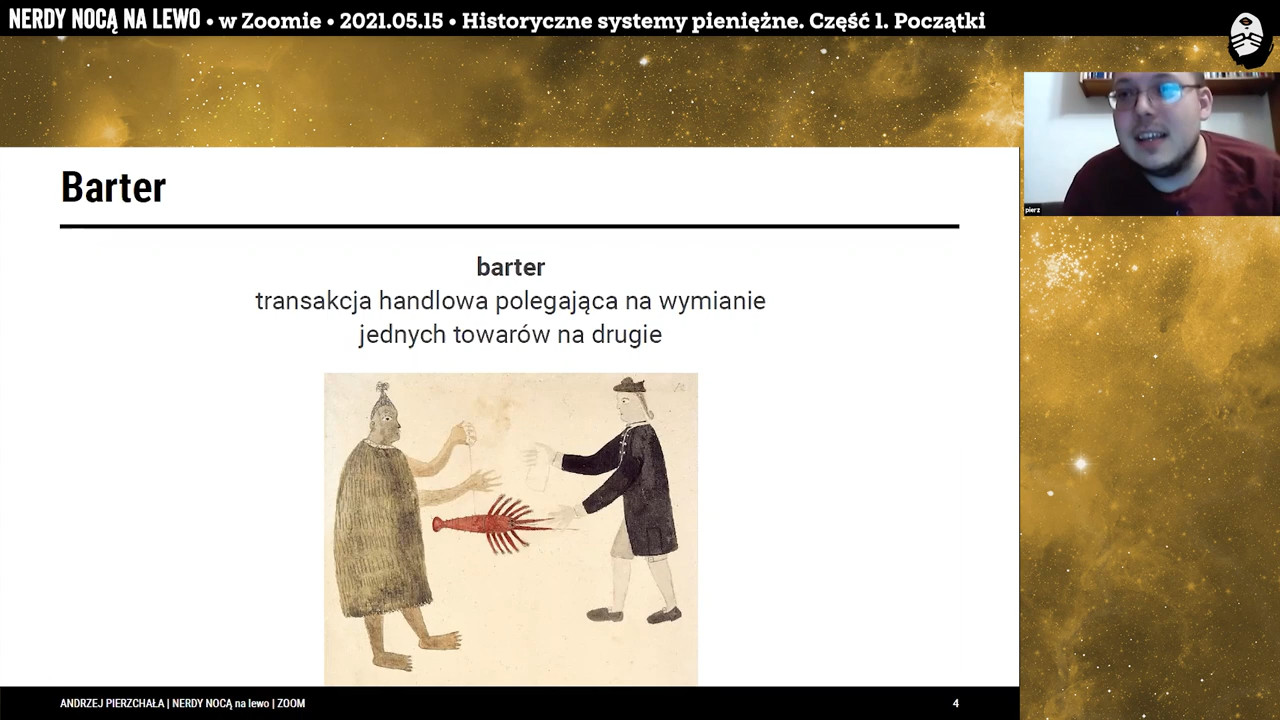 NERDY NOCĄ NA LEWO • w Zoomie • 2021.05.15 • Historyczne systemy pieniężne. Część 1. Początki
pierz
Barter
barter
transakcja handlowa polegająca na wymianie
jednych towarów na drugie
12
ANDRZEJ PIERZCHAŁA | NERDY NOCĄ na lewo | ZOOM
4